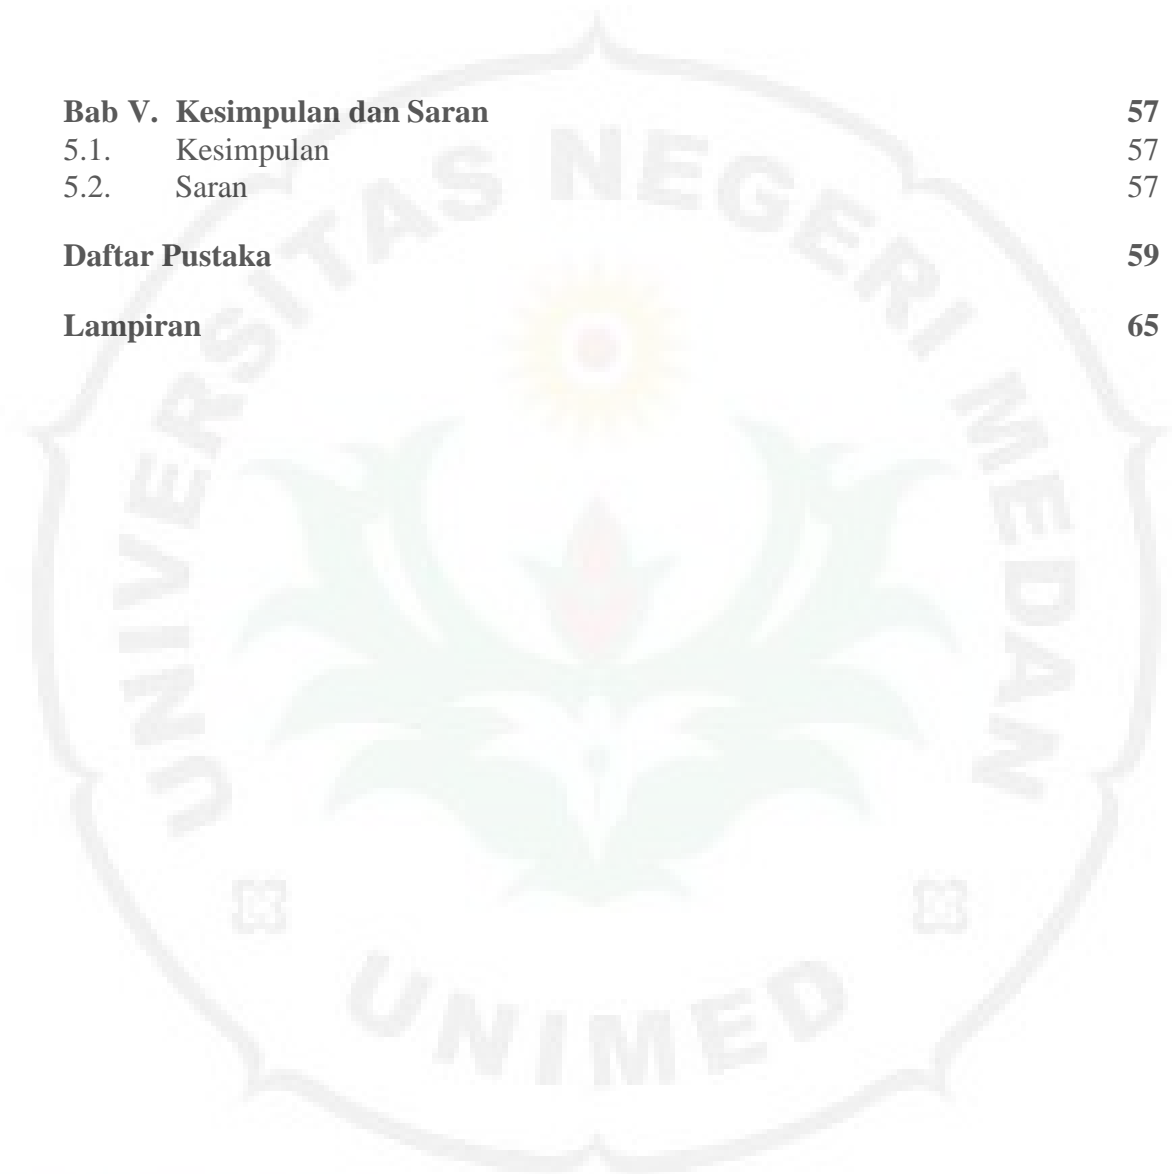 Bab V. Kesimpulan dan Saran 57
5.1. Kesimpulan 57
5.2. Saran 57
Daftar Pustaka 59
Lampiran 65
UNIVERSITAS NEGERI MEDAN
UNIMED